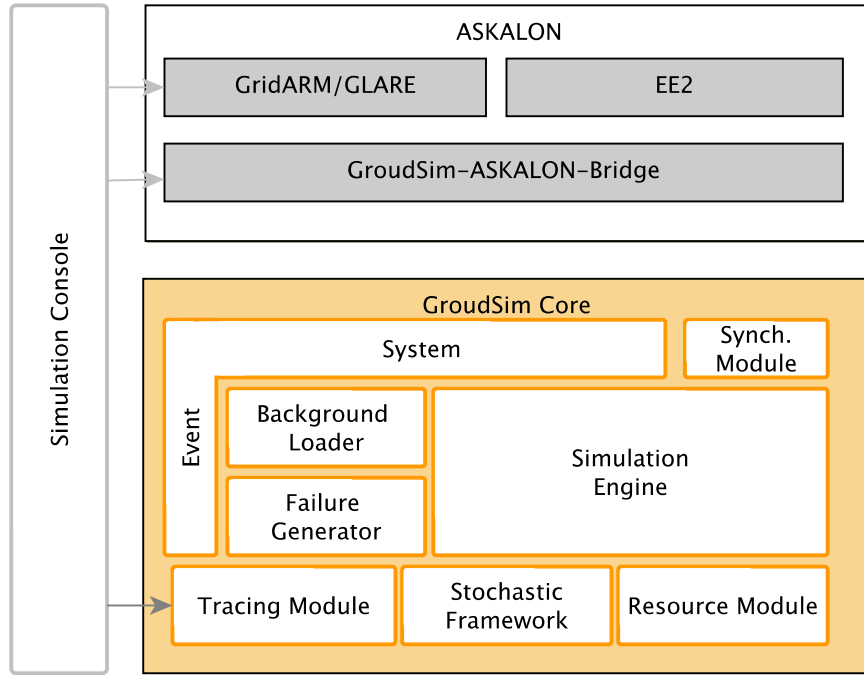 Simulation Console
ASKALON
GridARM/GLARE
EE2
GroudSim-ASKALON-Bridge
GroudSim Core
System
Synch.
Module
Event
Background
Loader
Simulation
Engine
Failure
Generator
Tracing Module
Stochastic
Framework
Resource Module